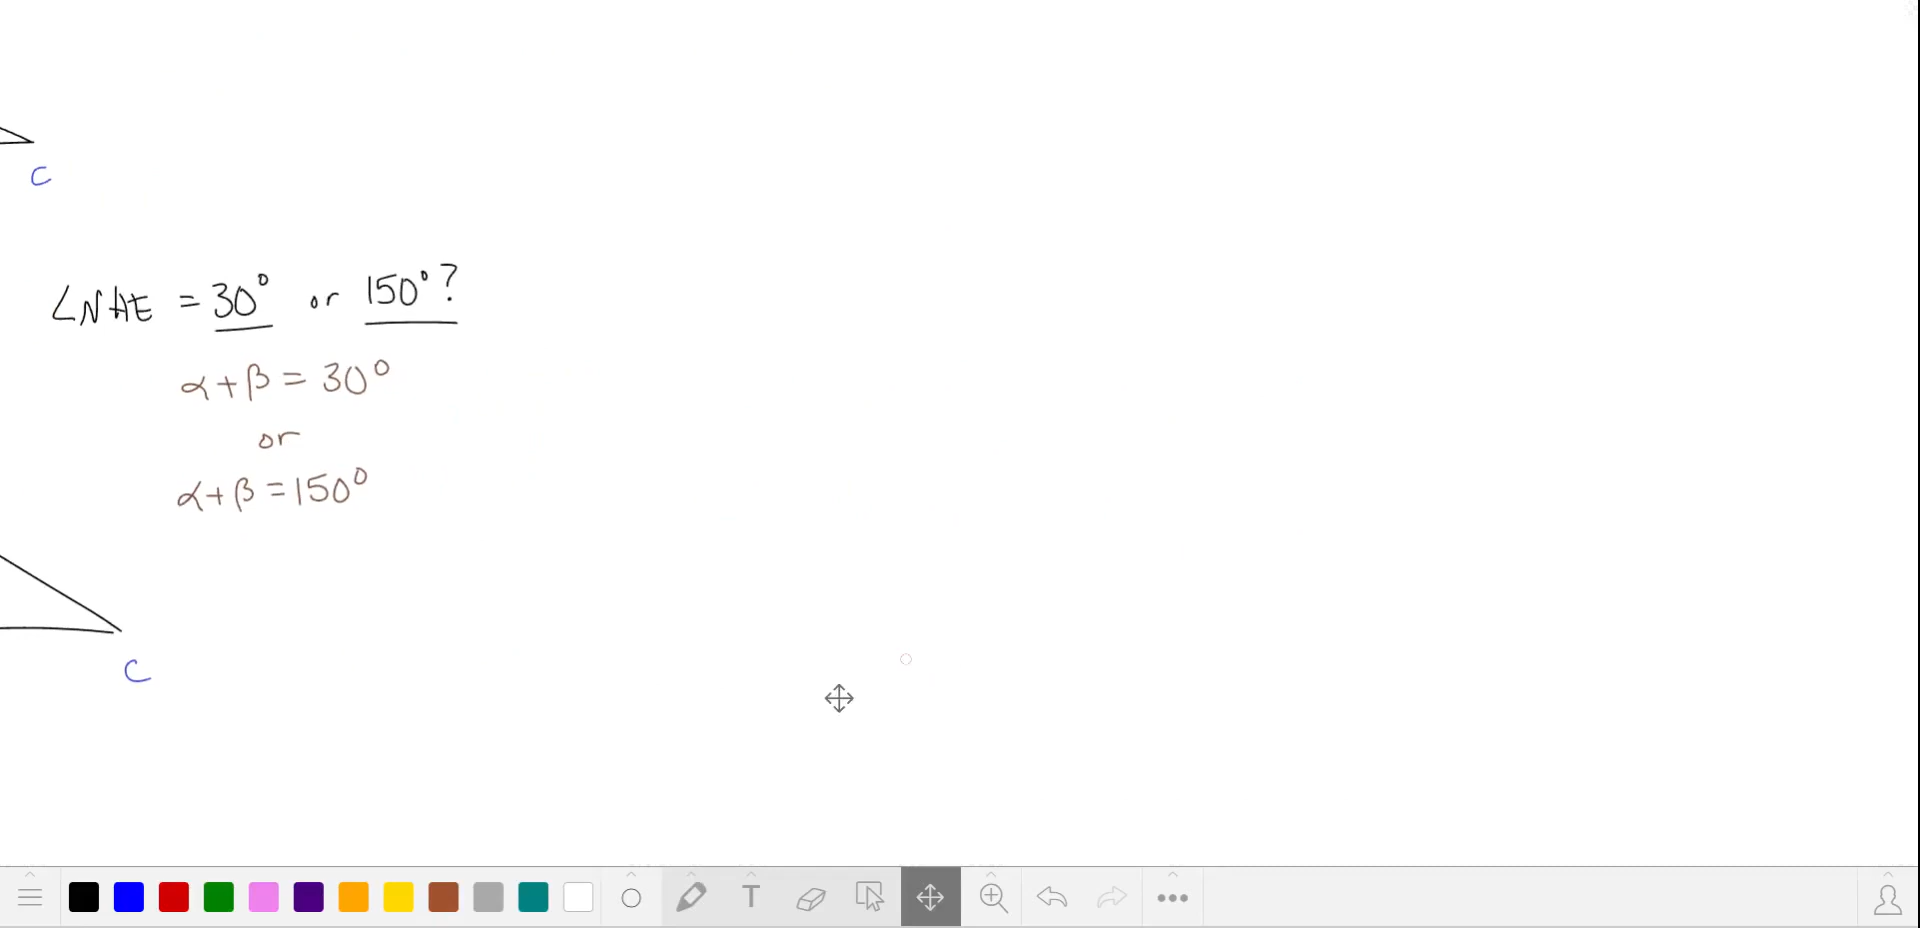 C
∠NAE = 30° or 150°?
α+β = 30°
or
α+β = 150°
C
T